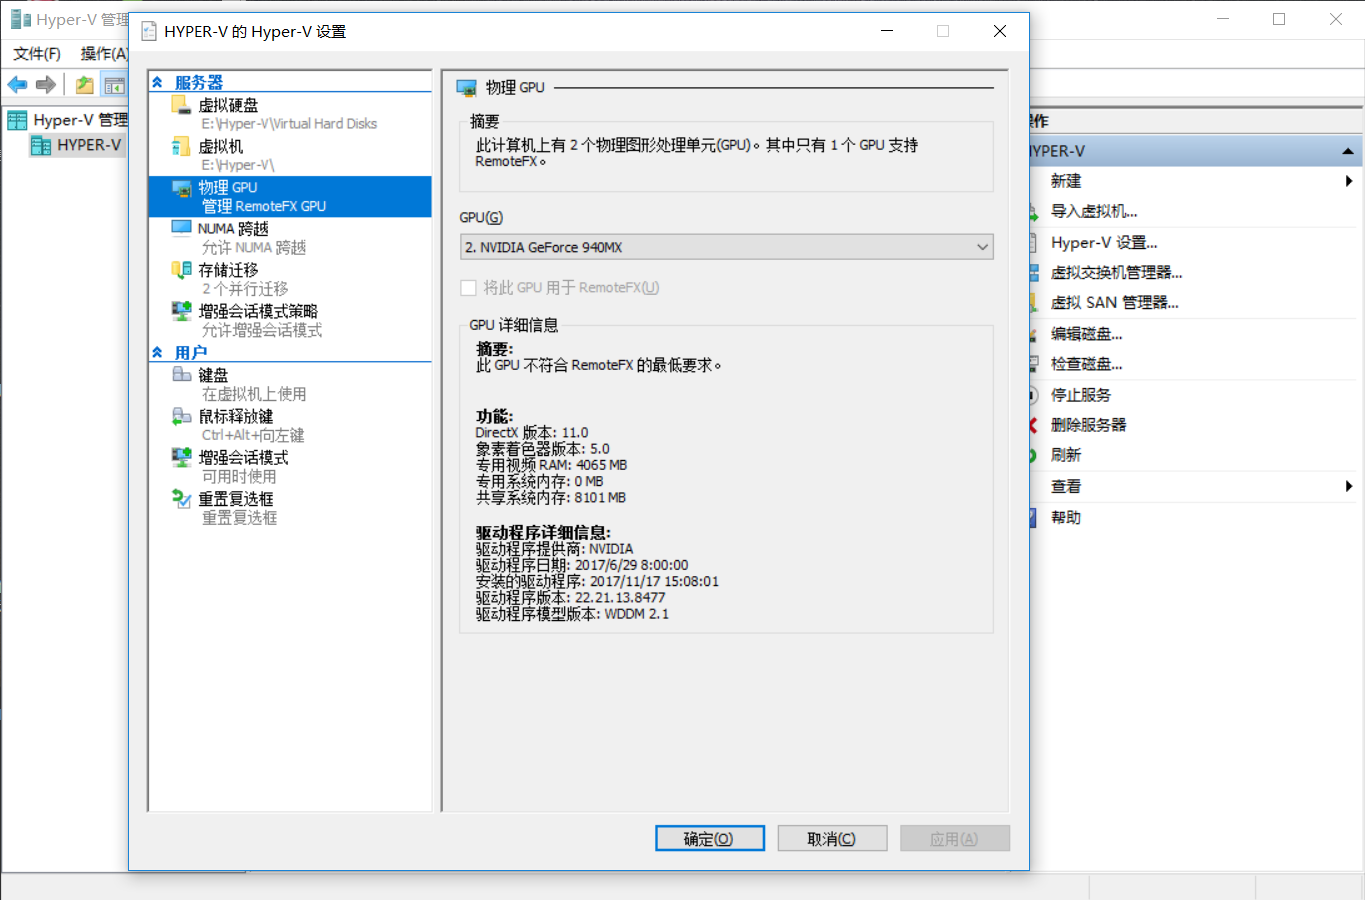 Hyper-V 管理
HYPER-V 的 Hyper-V 设置
文件(F) 操作(A)
Hyper-V 管理
HYPER-V
服务器
虚拟硬盘
E:\Hyper-V\Virtual Hard Disks
虚拟机
E:\Hyper-V\
物理 GPU
管理 RemoteFX GPU
NUMA 跨越
允许 NUMA 跨越
存储迁移
2 个并行迁移
增强会话模式策略
允许增强会话模式
用户
键盘
在虚拟机上使用
鼠标释放键
Ctrl+Alt+向左键
增强会话模式
可用时使用
重置复选框
重置复选框
物理 GPU
摘要
此计算机上有 2 个物理图形处理单元(GPU)。其中只有 1 个 GPU 支持
RemoteFX。
GPU(G)
2. NVIDIA GeForce 940MX
将此 GPU 用于 RemoteFX(U)
GPU 详细信息
摘要:
此 GPU 不符合 RemoteFX 的最低要求。
功能:
DirectX 版本: 11.0
象素着色器版本: 5.0
专用视频 RAM: 4065 MB
专用系统内存: 0 MB
共享系统内存: 8101 MB
驱动程序详细信息:
驱动程序提供商: NVIDIA
驱动程序日期: 2017/6/29 8:00:00
安装的驱动程序: 2017/11/17 15:08:01
驱动程序版本: 22.21.13.8477
驱动程序模型版本: WDDM 2.1
确定(O) 取消(C) 应用(A)
作
YPER-V
新建
导入虚拟机...
Hyper-V 设置...
虚拟交换机管理器...
虚拟 SAN 管理器...
编辑磁盘...
检查磁盘...
停止服务
删除服务器
刷新
查看
帮助